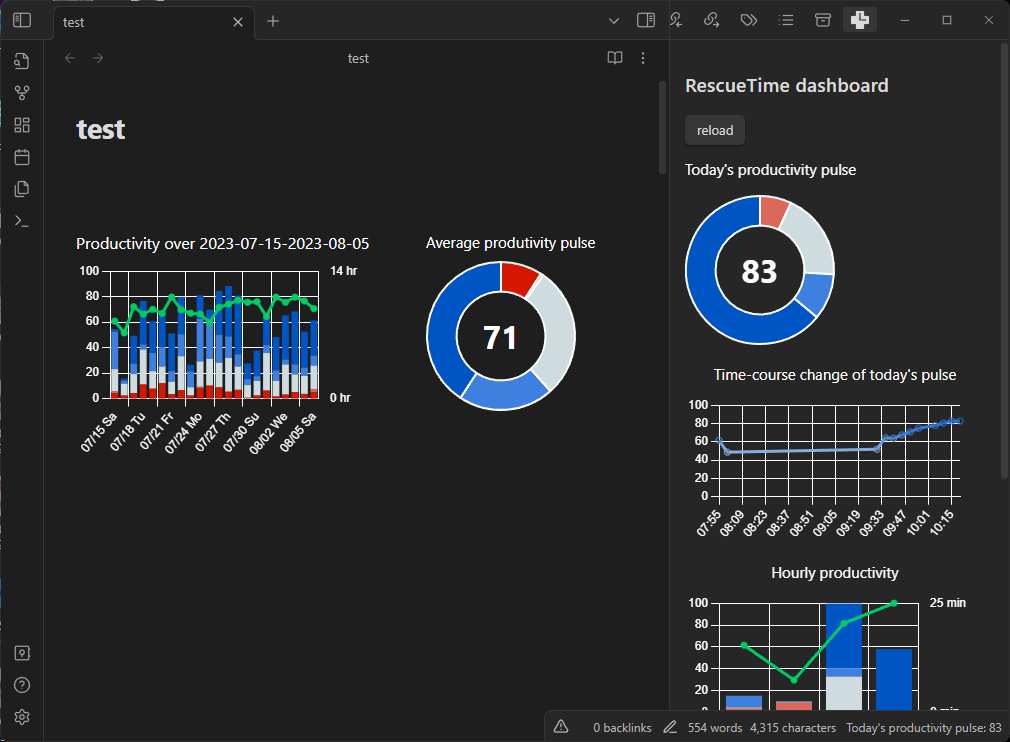 test
test
test
Productivity over 2023-07-15-2023-08-05
100
80
60
40
20
0
14 hr
0 hr
07/15 Sa
07/18 Tu
07/21 Fr
07/24 Mo
07/27 Th
07/30 Su
08/02 We
08/05 Sa
Average produtivity pulse
71
RescueTime dashboard
reload
Today's productivity pulse
83
Time-course change of today's pulse
100
80
60
40
20
0
07:55
08:09
08:23
08:37
08:51
09:05
09:19
09:33
09:47
10:01
10:15
Hourly productivity
100
80
60
40
20
25 min
0 backlinks
554 words
4,315 characters
Today's productivity pulse: 83